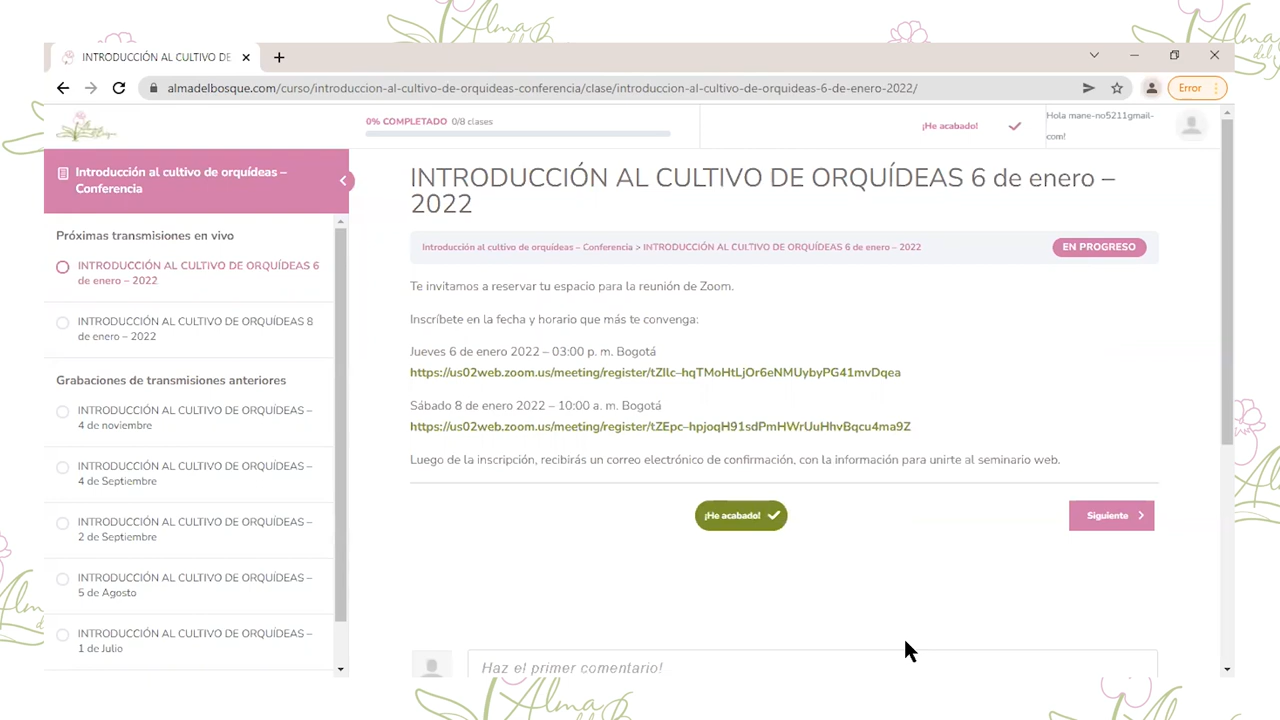 INTRODUCCIÓN AL CULTIVO DE
almadelbosque.com/curso/introduccion-al-cultivo-de-orquideas-conferencia/clase/introduccion-al-cultivo-de-orquideas-6-de-enero-2022/
Error
0% COMPLETADO 0/8 clases
¡He acabado!
Hola mane-no5211gmail-
com!
Introducción al cultivo de orquídeas –
Conferencia
Próximas transmisiones en vivo
INTRODUCCIÓN AL CULTIVO DE ORQUÍDEAS 6
de enero – 2022
INTRODUCCIÓN AL CULTIVO DE ORQUÍDEAS 8
de enero – 2022
Grabaciones de transmisiones anteriores
INTRODUCCIÓN AL CULTIVO DE ORQUÍDEAS –
4 de noviembre
INTRODUCCIÓN AL CULTIVO DE ORQUÍDEAS –
4 de Septiembre
INTRODUCCIÓN AL CULTIVO DE ORQUÍDEAS –
2 de Septiembre
INTRODUCCIÓN AL CULTIVO DE ORQUÍDEAS –
5 de Agosto
INTRODUCCIÓN AL CULTIVO DE ORQUÍDEAS –
1 de Julio
INTRODUCCIÓN AL CULTIVO DE ORQUÍDEAS 6 de enero –
2022
Introducción al cultivo de orquídeas – Conferencia > INTRODUCCIÓN AL CULTIVO DE ORQUÍDEAS 6 de enero – 2022
EN PROGRESO
Te invitamos a reservar tu espacio para la reunión de Zoom.
Inscríbete en la fecha y horario que más te convenga:
Jueves 6 de enero 2022 – 03:00 p. m. Bogotá
https://us02web.zoom.us/meeting/register/tZIlc–hqTMoHtLjOr6eNMUybyPG41mvDqea
Sábado 8 de enero 2022 – 10:00 a. m. Bogotá
https://us02web.zoom.us/meeting/register/tZEpc–hpjoqH91sdPmHWrUuHhvBqcu4ma9Z
Luego de la inscripción, recibirás un correo electrónico de confirmación, con la información para unirte al seminario web.
¡He acabado!
Siguiente
Haz el primer comentario!
Alma
del
Alma
del
Alma